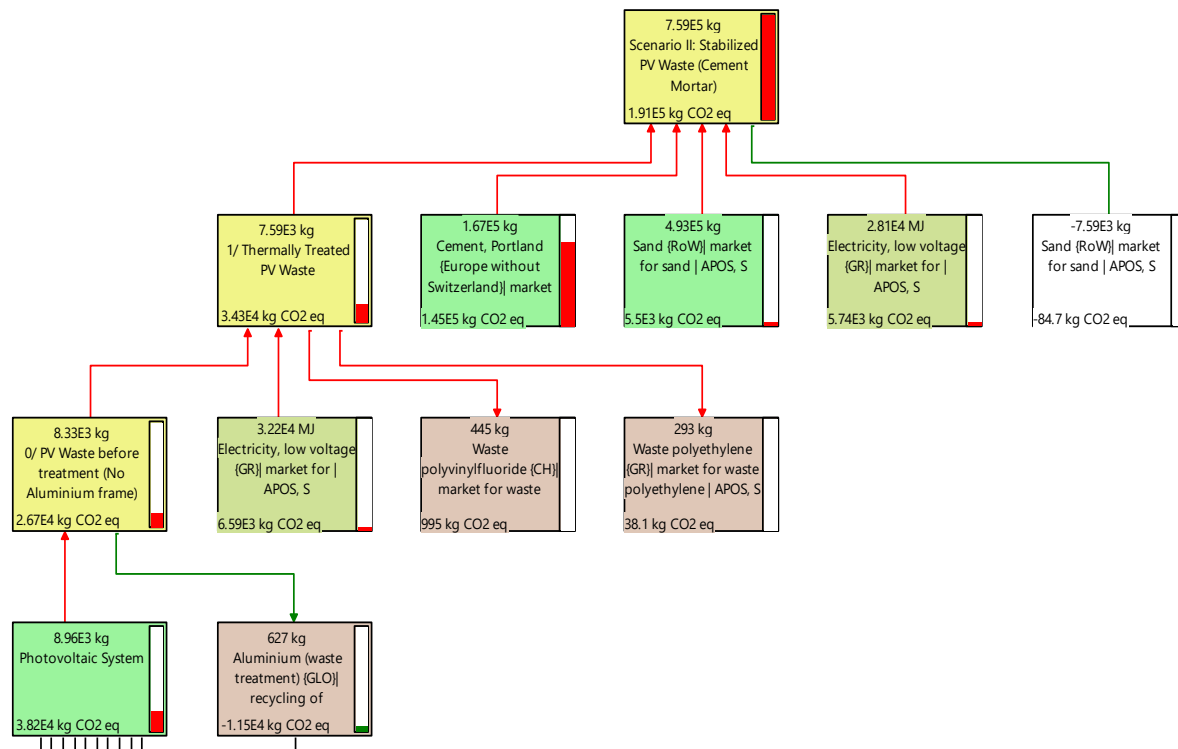 7.59E5 kg
Scenario II: Stabilized
PV Waste (Cement
Mortar)
1.91E5 kg CO2 eq
7.59E3 kg
1/ Thermally Treated
PV Waste
3.43E4 kg CO2 eq
1.67E5 kg
Cement, Portland
{Europe without
Switzerland}| market
1.45E5 kg CO2 eq
4.93E5 kg
Sand {RoW}| market
for sand | APOS, S
5.5E3 kg CO2 eq
2.81E4 MJ
Electricity, low voltage
{GR}| market for |
APOS, S
5.74E3 kg CO2 eq
-7.59E3 kg
Sand {RoW}| market
for sand | APOS, S
-84.7 kg CO2 eq
8.33E3 kg
0/ PV Waste before
treatment (No
Aluminium frame)
2.67E4 kg CO2 eq
3.22E4 MJ
Electricity, low voltage
{GR}| market for |
APOS, S
6.59E3 kg CO2 eq
445 kg
Waste
polyvinylfluoride {CH}|
market for waste
995 kg CO2 eq
293 kg
Waste polyethylene
{GR}| market for waste
polyethylene | APOS, S
38.1 kg CO2 eq
8.96E3 kg
Photovoltaic System
3.82E4 kg CO2 eq
627 kg
Aluminium (waste
treatment) {GLO}|
recycling of
-1.15E4 kg CO2 eq